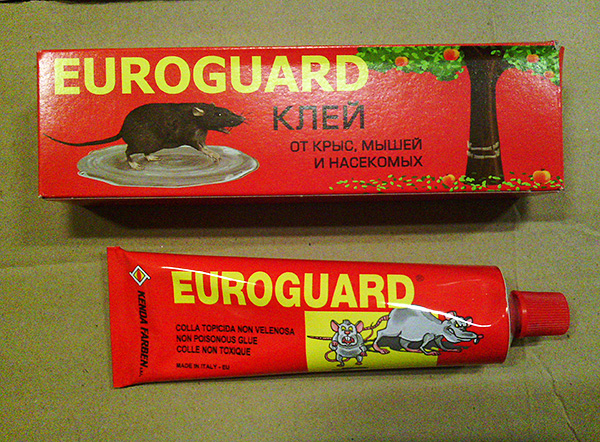 EUROGUARD
КЛЕЙ
ОТ КРЫС, МЫШЕЙ
И НАСЕКОМЫХ
EUROGUARD®
KENDA FARBEN
COLLA TOPICIDA NON VELENOSA
NON POISONOUS GLUE
COLLE NON TOXIQUE
MADE IN ITALY - EU